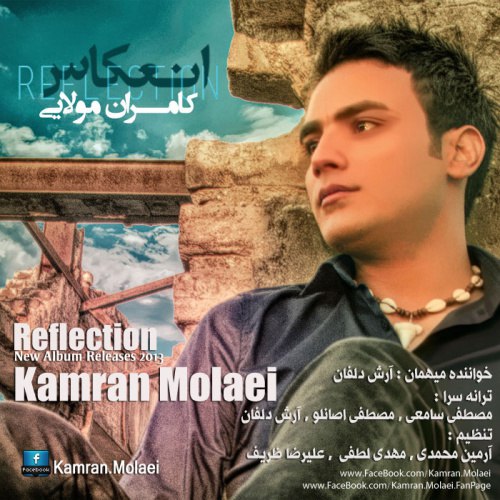 انعکاس
REFLECTION
کامران مولایی
Reflection
New Album Releases 2013
Kamran Molaei
خواننده میهمان : آرش دلفان
ترانه سرا :
مصطفی سامعی , مصطفی اصانلو , آرش دلفان
تنظیم :
آرمین محمدی , مهدی لطفی , علیرضا ظریف
Facebook
Kamran.Molaei
www.FaceBook.com/Kamran.Molaei
www.FaceBook.com/Kamran.Molaei.FanPage